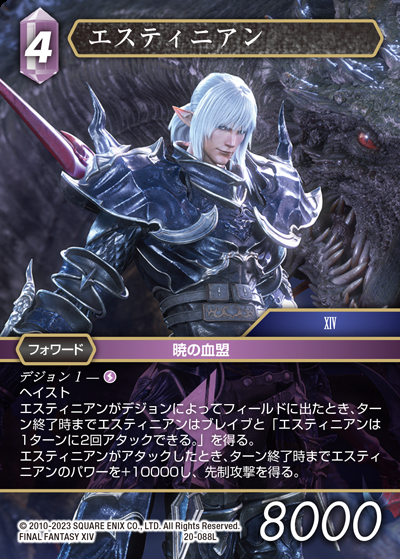 4
エスティニアン
XIV
フォワード
暁の血盟
デジョン 1 ―
ヘイスト
エスティニアンがデジョンによってフィールドに出たとき、ター
ン終了時までエスティニアンはブレイブと「エスティニアンは
1ターンに2回アタックできる。」を得る。
エスティニアンがアタックしたとき、ターン終了時までエスティ
ニアンのパワーを+10000し、先制攻撃を得る。
© 2010-2023 SQUARE ENIX CO., LTD. All Rights Reserved.
FINAL FANTASY XIV
20-088L
8000